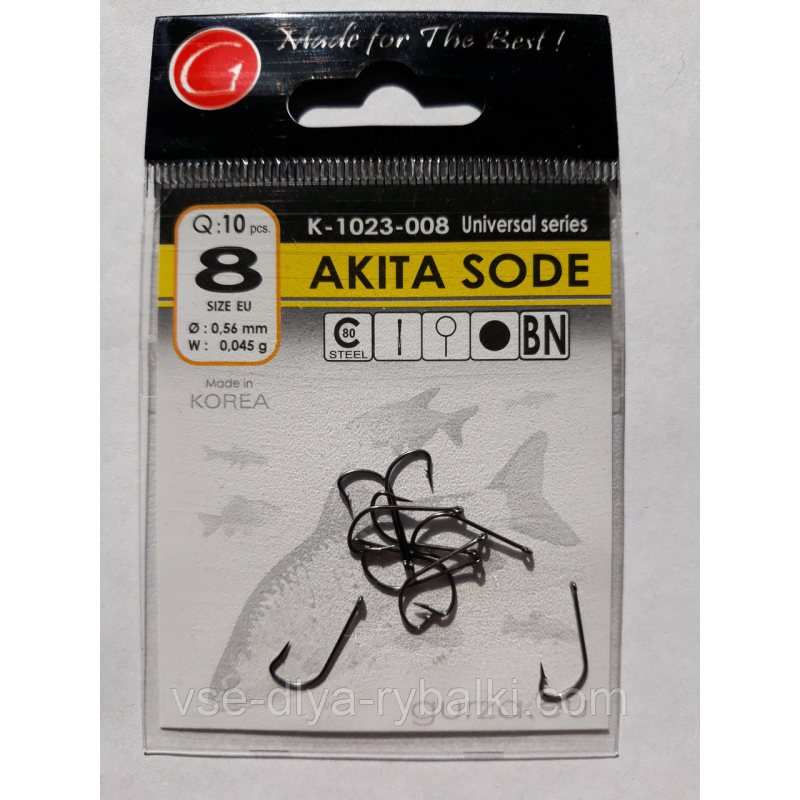 Made for The Best !
Q:10 pcs.
8
SIZE EU
Ø : 0,56 mm
W : 0,045 g
K-1023-008 Universal series
AKITA SODE
C 80 STEEL
BN
Made in
KOREA
vse-dlya-rybalki.com